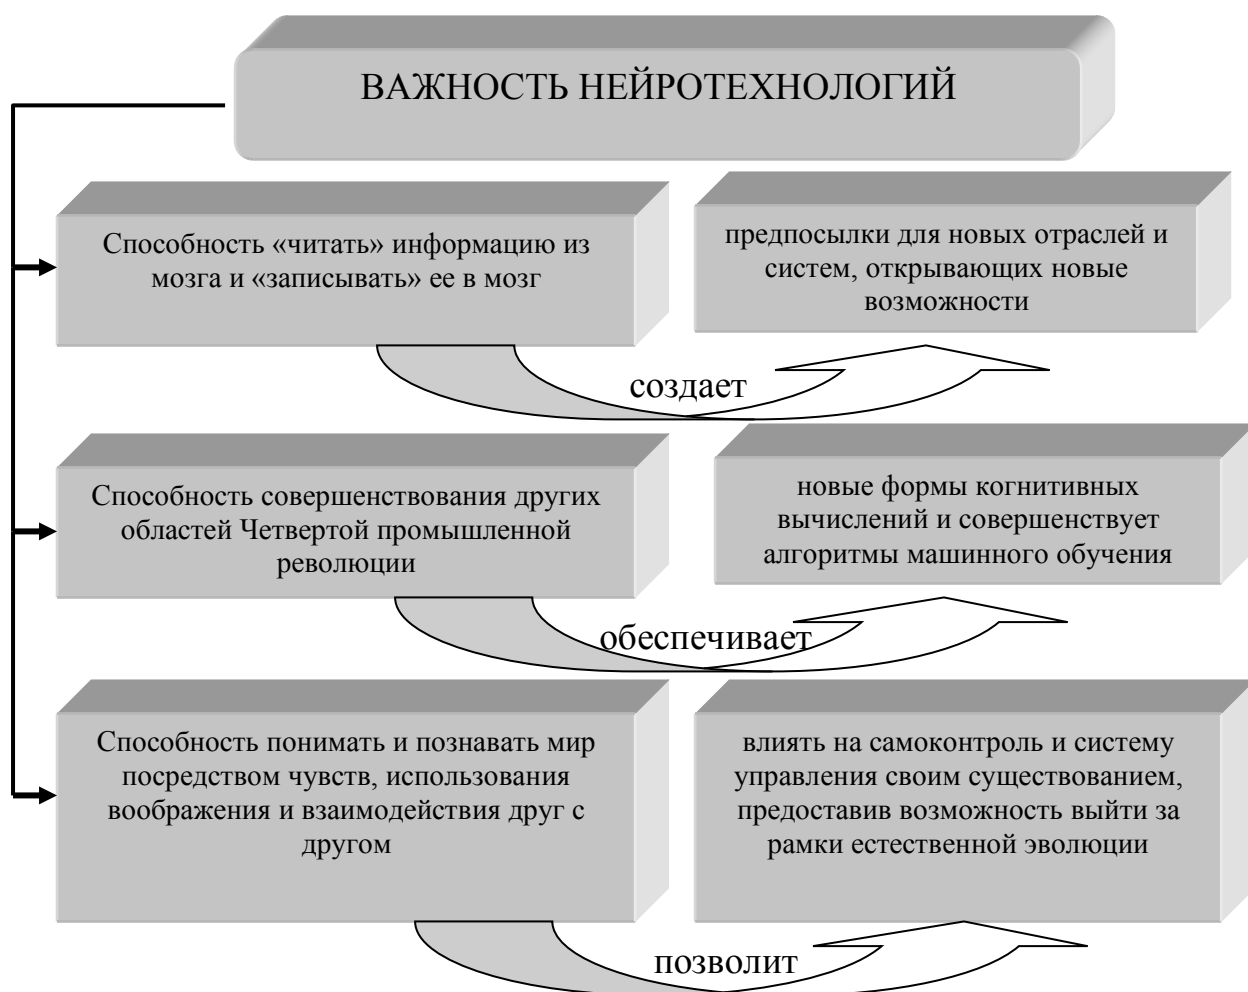 ВАЖНОСТЬ НЕЙРОТЕХНОЛОГИЙ
Способность «читать» информацию из
мозга и «записывать» ее в мозг
создает
предпосылки для новых отраслей и
систем, открывающих новые
возможности
Способность совершенствования других
областей Четвертой промышленной
революции
обеспечивает
новые формы когнитивных
вычислений и совершенствует
алгоритмы машинного обучения
Способность понимать и познавать мир
посредством чувств, использования
воображения и взаимодействия друг с
другом
позволит
влиять на самоконтроль и систему
управления своим существованием,
предоставив возможность выйти за
рамки естественной эволюции